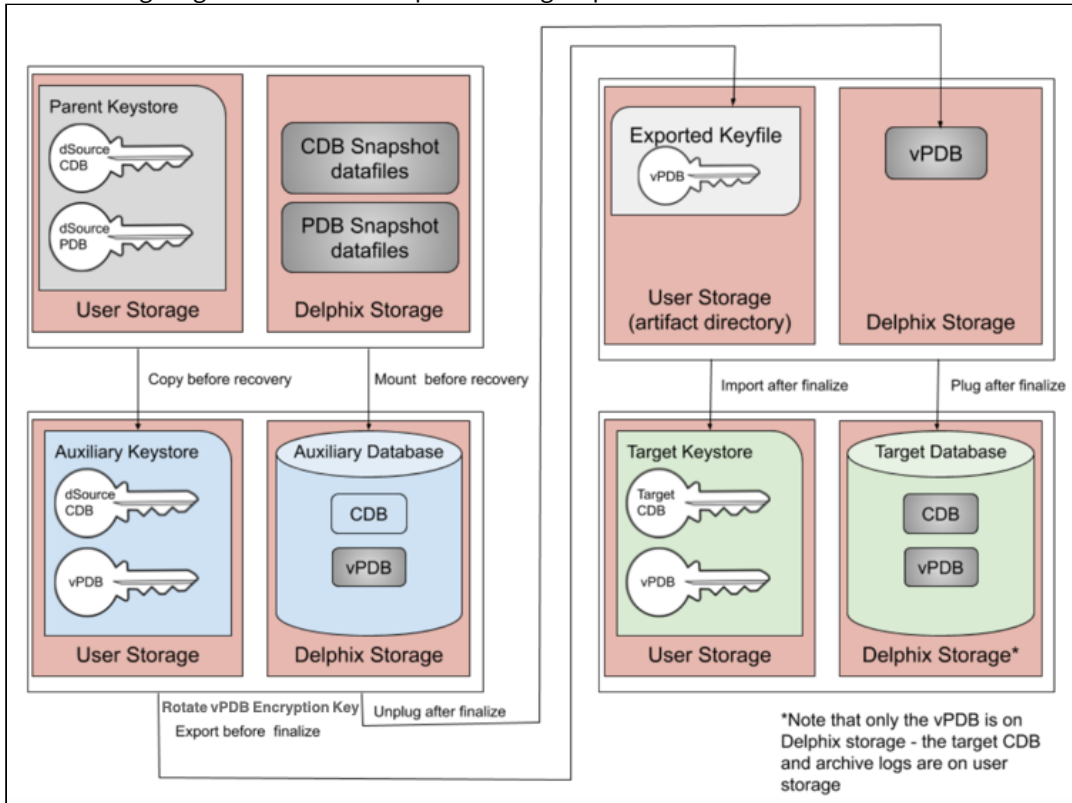 Parent Keystore
dSource
CDB
dSource
PDB
User Storage
CDB Snapshot
datafiles
PDB Snapshot
datafiles
Delphix Storage
Exported Keyfile
vPDB
User Storage
(artifact directory)
vPDB
Delphix Storage
Copy before recovery
Mount before recovery
Import after finalize
Plug after finalize
Auxiliary Keystore
dSource
CDB
vPDB
User Storage
Auxiliary Database
CDB
vPDB
Delphix Storage
Target Keystore
Target
CDB
vPDB
User Storage
Target Database
CDB
vPDB
Delphix Storage*
Rotate vPDB Encryption Key
Export before finalize
Unplug after finalize
*Note that only the vPDB is on
Delphix storage - the target CDB
and archive logs are on user
storage